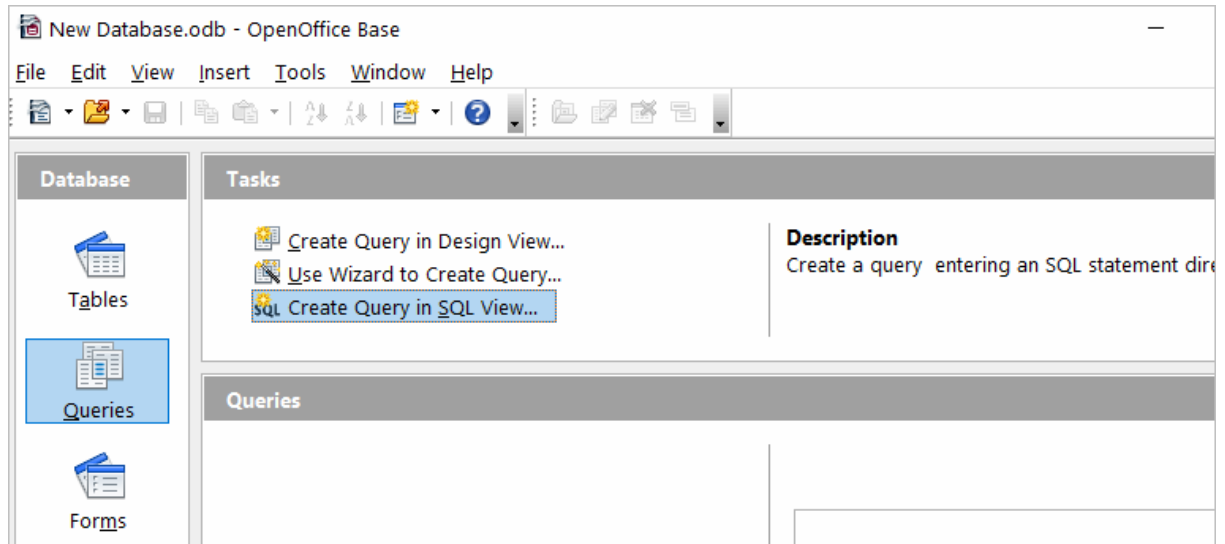 New Database.odb - OpenOffice Base
File Edit View Insert Tools Window Help
Database
Tasks
Create Query in Design View...
Use Wizard to Create Query...
SQL Create Query in SQL View...
Description
Create a query entering an SQL statement dire
Tables
Queries
Queries
Forms